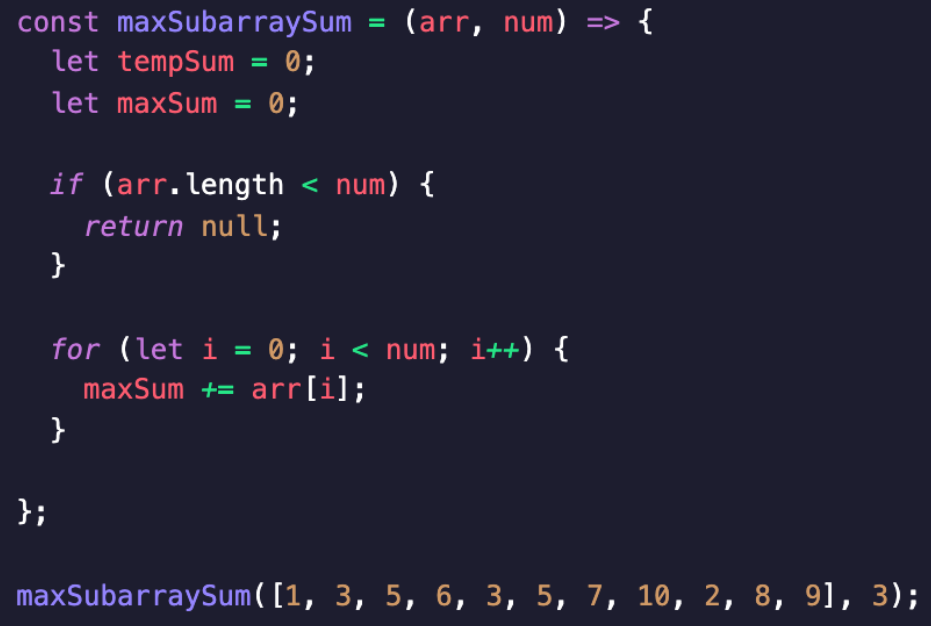 const maxSubarraySum = (arr, num) => {
  let tempSum = 0;
  let maxSum = 0;

  if (arr.length < num) {
    return null;
  }

  for (let i = 0; i < num; i++) {
    maxSum += arr[i];
  }

};

maxSubarraySum([1, 3, 5, 6, 3, 5, 7, 10, 2, 8, 9], 3);